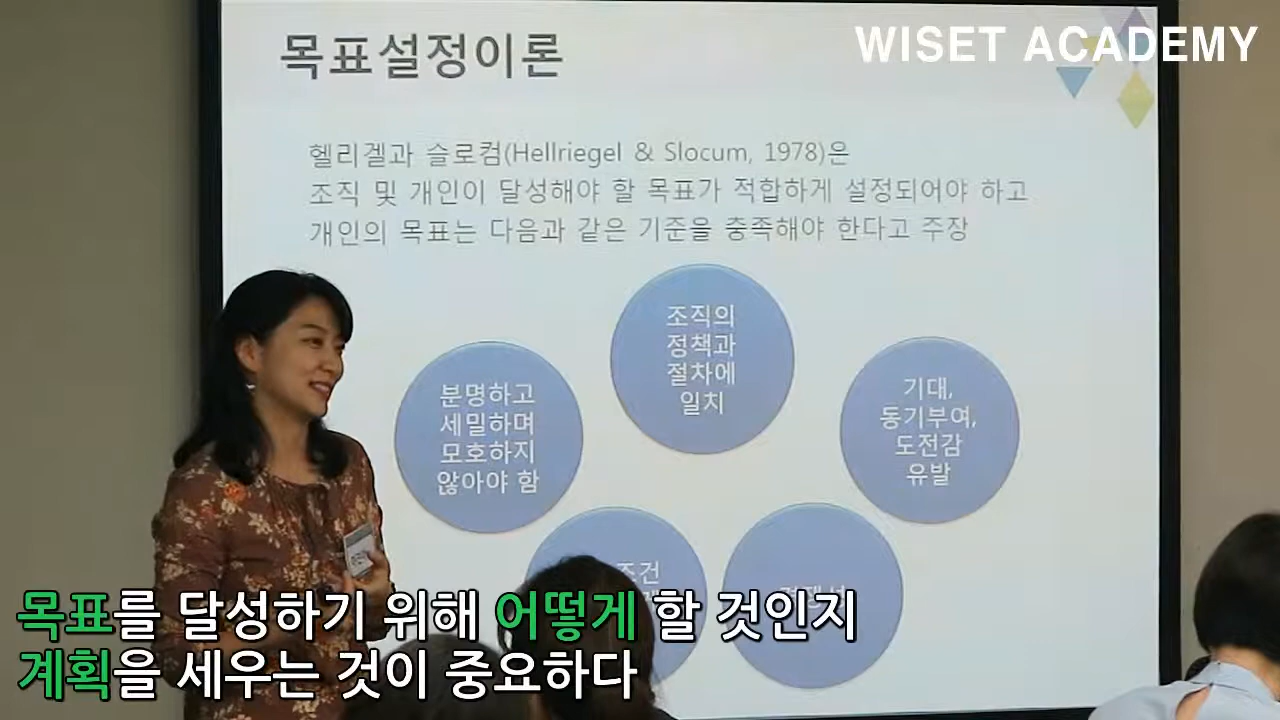 WISET ACADEMY
목표설정이론
헬리겔과 슬로컴(Hellriegel & Slocum, 1978)은
조직 및 개인이 달성해야 할 목표가 적합하게 설정되어야 하고
개인의 목표는 다음과 같은 기준을 충족해야 한다고 주장
조직의
정책과
절차에
일치
분명하고
세밀하며
모호하지
않아야 함
기대,
동기부여,
도전감
유발
조건
목표를 달성하기 위해 어떻게 할 것인지
계획을 세우는 것이 중요하다